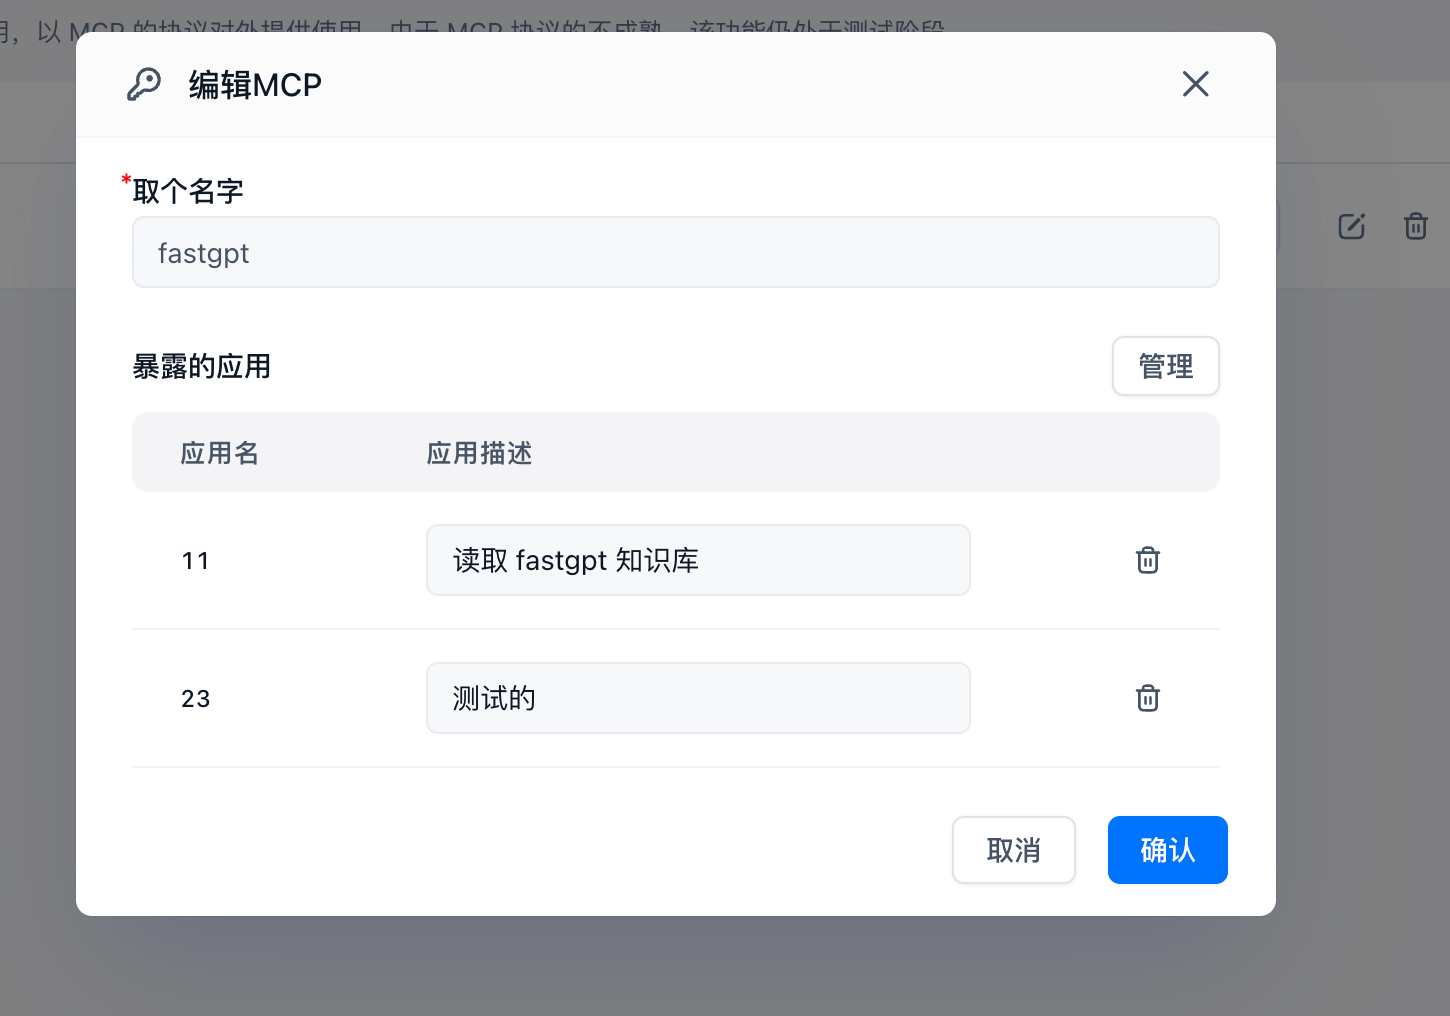 用，以 MCP 的协议对外提供使用。由于 MCP 协议的不成熟，该功能仍处于测试阶段
编辑MCP
*取个名字
fastgpt
暴露的应用
管理
应用名 应用描述
11 读取 fastgpt 知识库
23 测试的
取消 确认